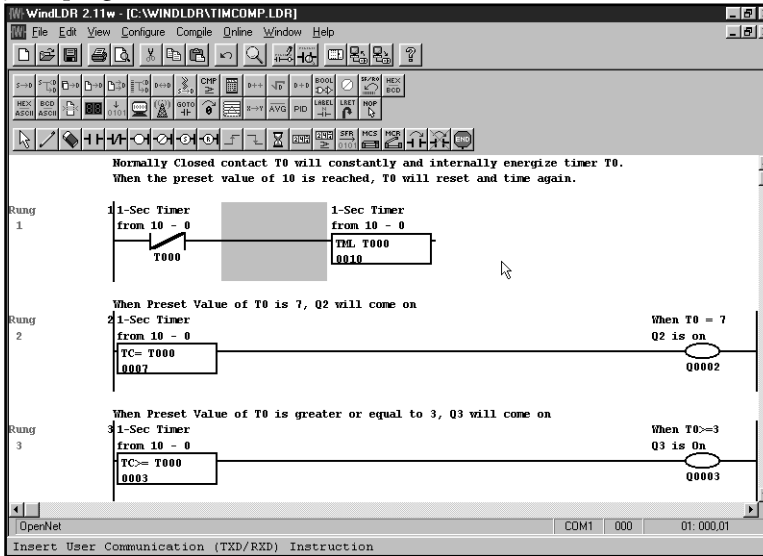 WindLDR 2.11w - [C:\WINDLDR\TIMCOMP.LDR]
File Edit View Configure Compile Online Window Help
CMP
BOOL
HEX
BCD
HEX
ASCII
BCD
ASCII
GOTO
X→Y
AVG
PID
LABEL
LRET
NOP
SFR
0101
MCS
MCR
END
Normally Closed contact T0 will constantly and internally energize timer T0.
When the preset value of 10 is reached, T0 will reset and time again.
Rung
1
1
1-Sec Timer
from 10 - 0
T000
1-Sec Timer
from 10 - 0
TML T000
0010
When Preset Value of T0 is 7, Q2 will come on
Rung
2
2
1-Sec Timer
from 10 - 0
TC= T000
0007
When T0 = 7
Q2 is on
Q0002
When Preset Value of T0 is greater or equal to 3, Q3 will come on
Rung
3
3
1-Sec Timer
from 10 - 0
TC>= T000
0003
When T0>=3
Q3 is On
Q0003
OpenNet
COM1 000 01: 000,01
Insert User Communication (TXD/RXD) Instruction